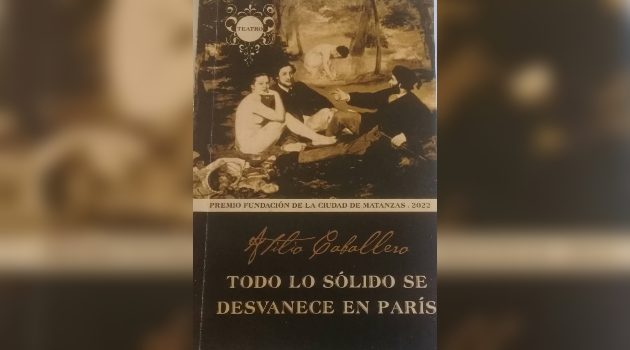 TEATRO
PREMIO FUNDACIÓN DE LA CIUDAD DE MATANZAS . 2022
Atilio Caballero
TODO LO SÓLIDO SE
DESVANECE EN PARÍS